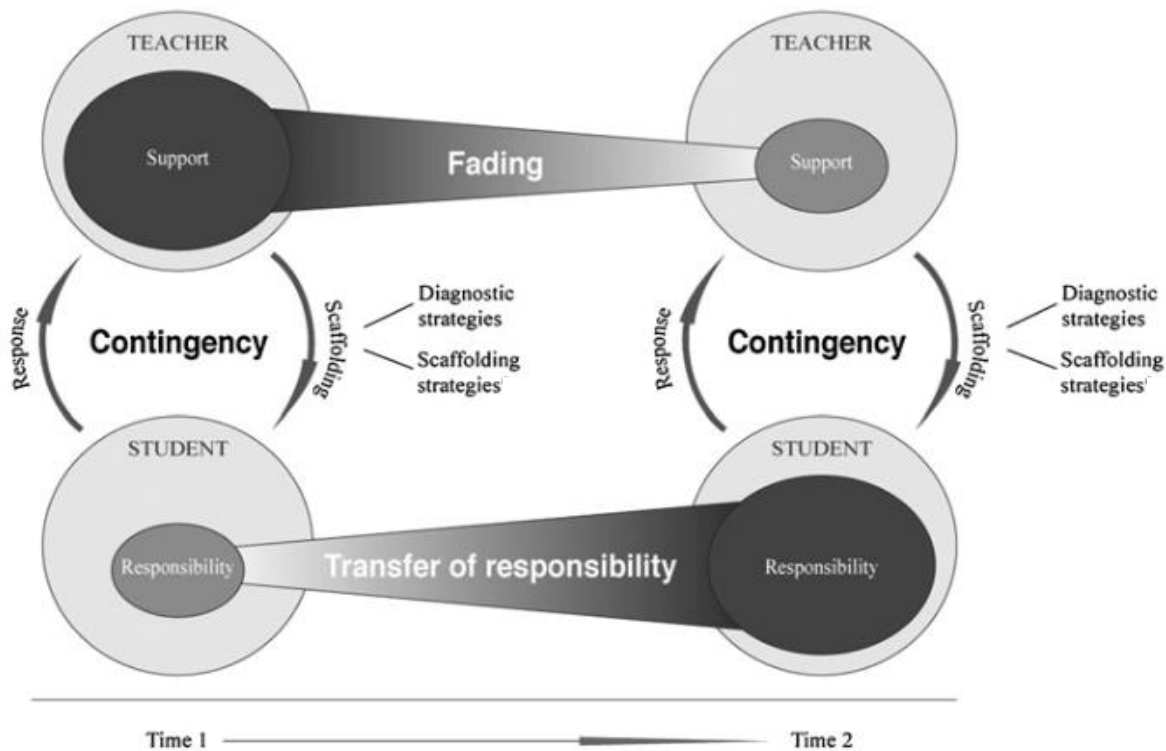 TEACHER
TEACHER
Support
Fading
Support
Response
Contingency
Scaffolding
Diagnostic
strategies
Scaffolding
strategies
Response
Contingency
Scaffolding
Diagnostic
strategies
Scaffolding
strategies
STUDENT
STUDENT
Responsibility
Transfer of responsibility
Responsibility
Time 1
Time 2